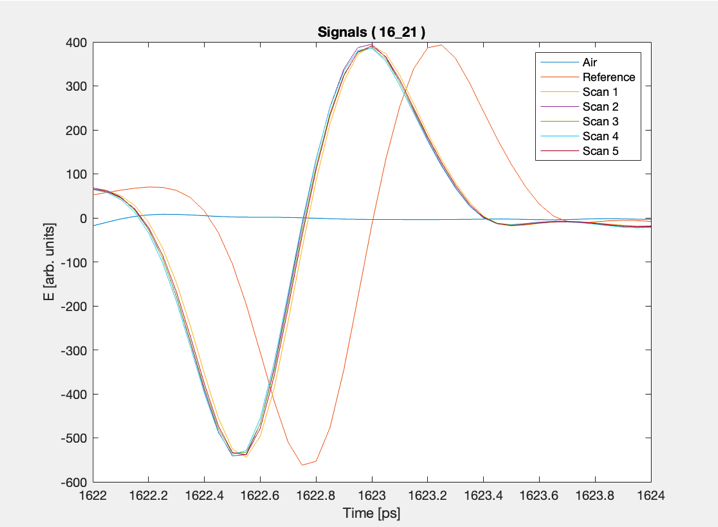 Signals ( 16_21 )
400
300
200
100
0
-100
-200
-300
-400
-500
-600
E [arb. units]
Air
Reference
Scan 1
Scan 2
Scan 3
Scan 4
Scan 5
1622 1622.2 1622.4 1622.6 1622.8 1623 1623.2 1623.4 1623.6 1623.8 1624
Time [ps]